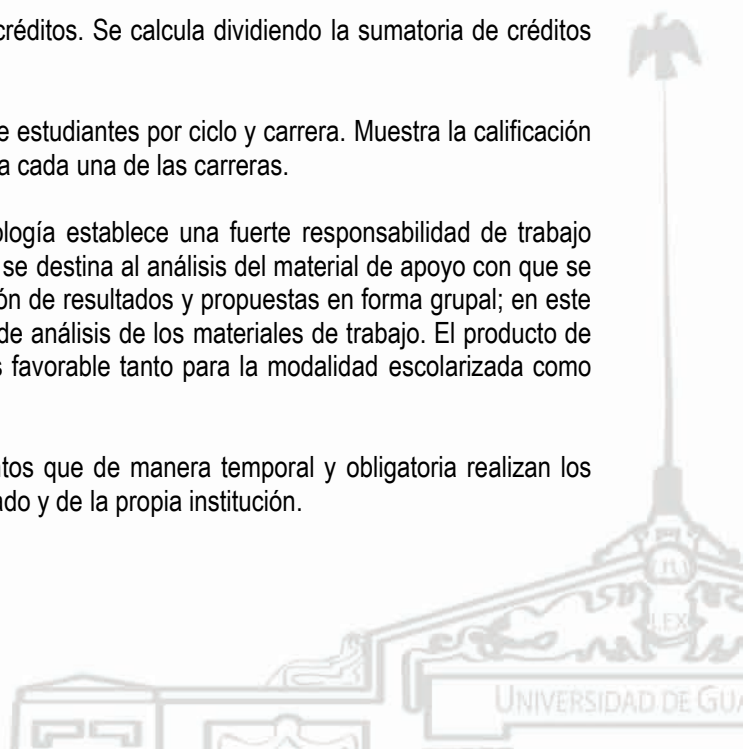 créditos. Se calcula dividiendo la sumatoria de créditos
e estudiantes por ciclo y carrera. Muestra la calificación
a cada una de las carreras.
ología establece una fuerte responsabilidad de trabajo
se destina al análisis del material de apoyo con que se
ón de resultados y propuestas en forma grupal; en este
de análisis de los materiales de trabajo. El producto de
s favorable tanto para la modalidad escolarizada como
ntos que de manera temporal y obligatoria realizan los
ado y de la propia institución.
LEX
UNIVERSIDAD DE GUA